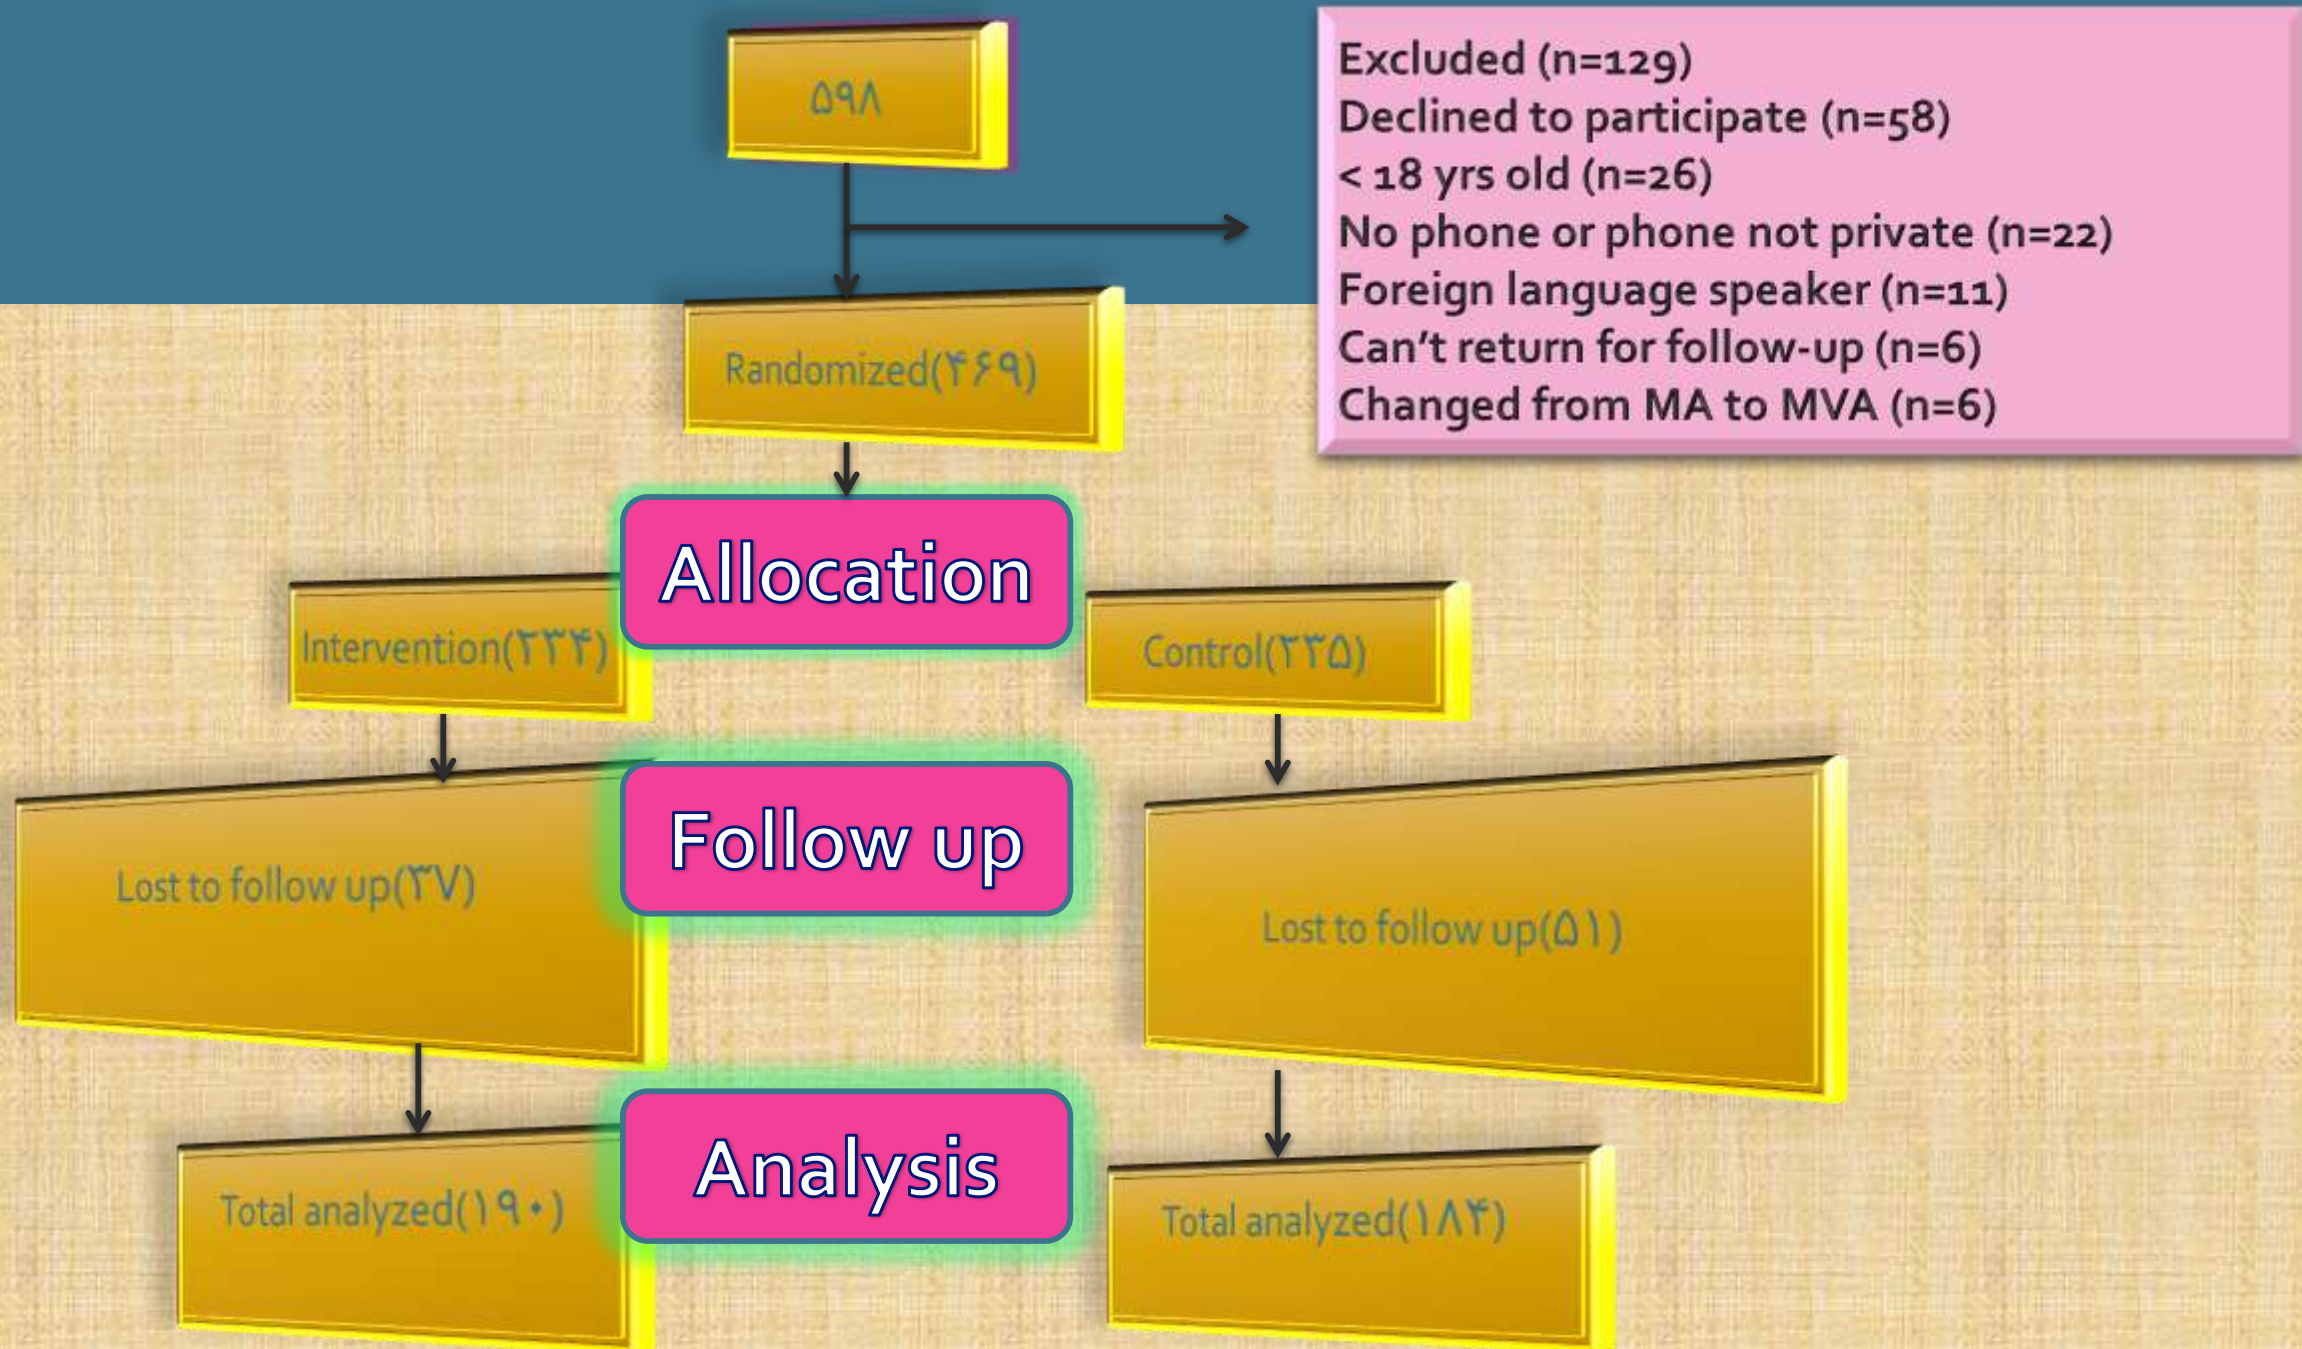 ۵۹۸
Excluded (n=129)
Declined to participate (n=58)
< 18 yrs old (n=26)
No phone or phone not private (n=22)
Foreign language speaker (n=11)
Can’t return for follow-up (n=6)
Changed from MA to MVA (n=6)
Randomized(۴۶۹)
Allocation
Intervention(۲۳۴)
Control(۲۳۵)
Follow up
Lost to follow up(۳۷)
Lost to follow up(۵۱)
Analysis
Total analyzed(۱۹۰)
Total analyzed(۱۸۴)